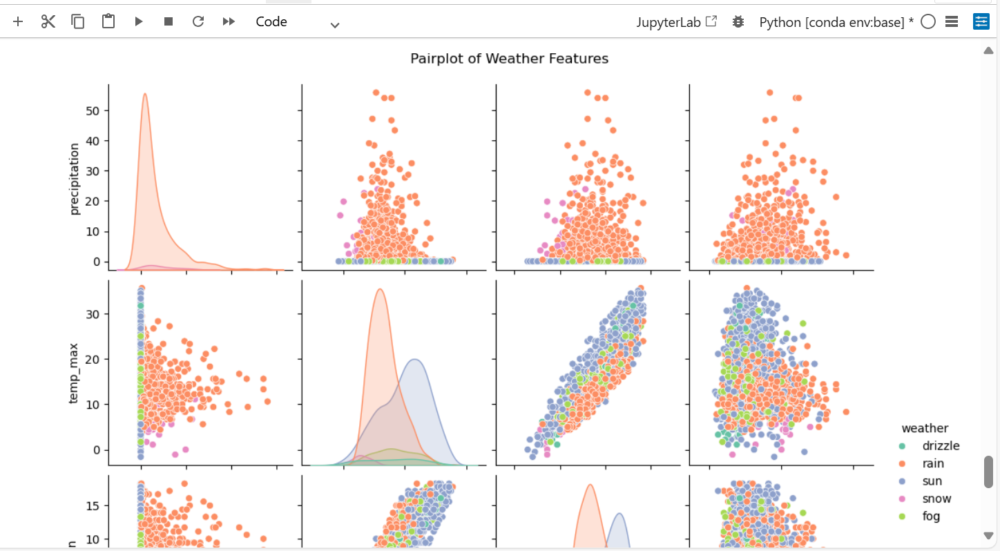 Code
JupyterLab
Python [conda env:base] *
Pairplot of Weather Features
50
40
30
20
10
0
precipitation
30
20
10
0
temp_max
15
10
n
weather
drizzle
rain
sun
snow
fog